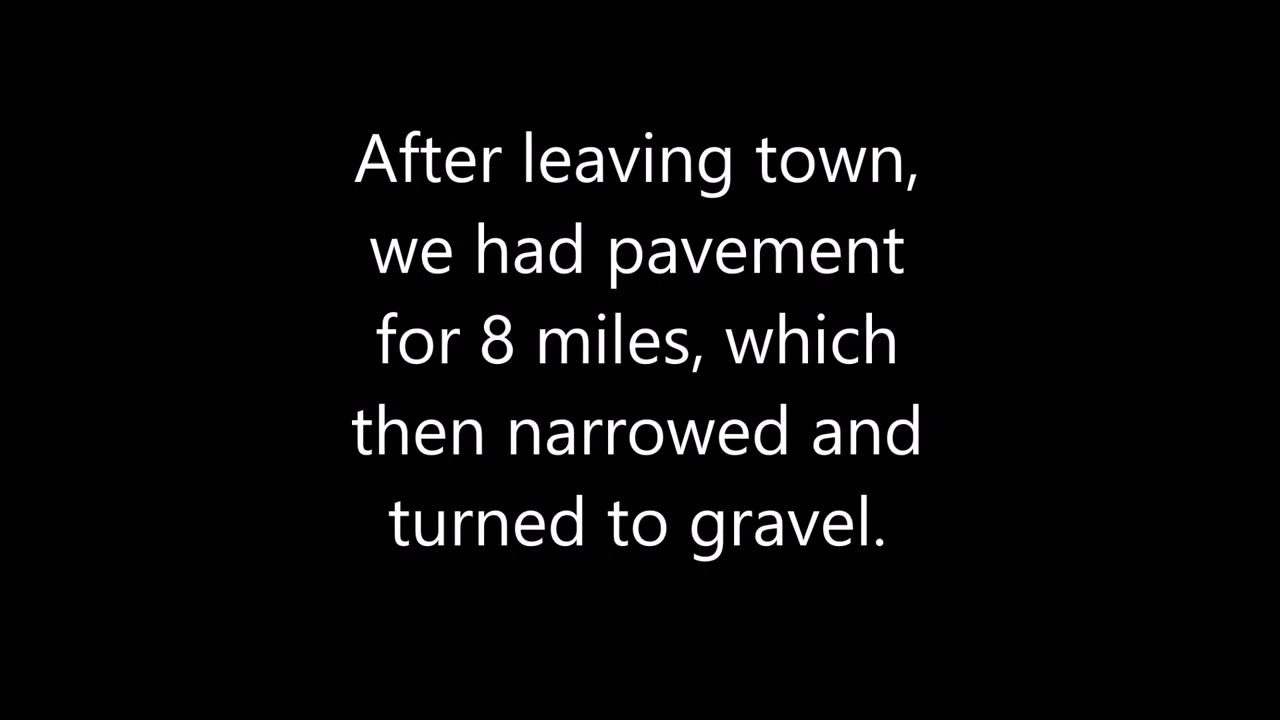 After leaving town,
we had pavement
for 8 miles, which
then narrowed and
turned to gravel.